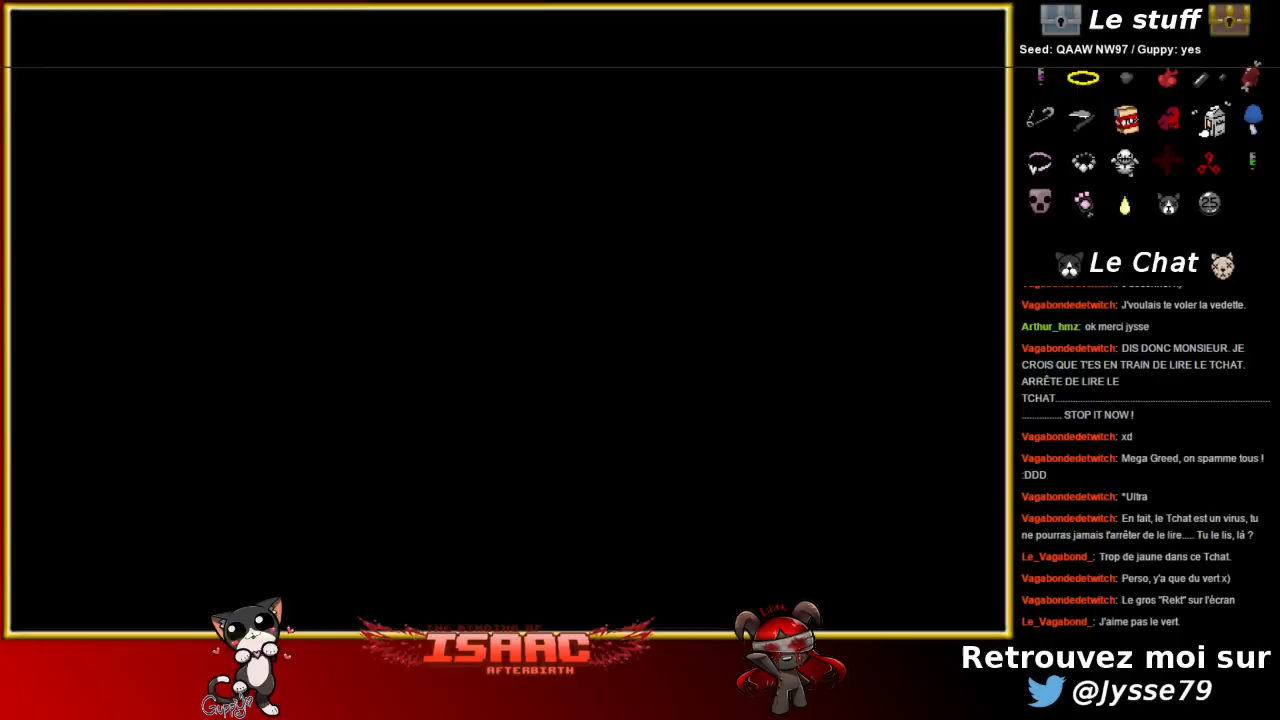 Le stuff
Seed: QAAW NW97 / Guppy: yes
25
Le Chat
Vagabondedetwitch: J'voulais te voler la vedette.
Arthur_hmz: ok merci jysse
Vagabondedetwitch: DIS DONC MONSIEUR. JE
CROIS QUE T'ES EN TRAIN DE LIRE LE TCHAT.
ARRÊTE DE LIRE LE
TCHAT..........................................................................
................. STOP IT NOW !
Vagabondedetwitch: xd
Vagabondedetwitch: Mega Greed, on spamme tous !
:DDD
Vagabondedetwitch: *Ultra
Vagabondedetwitch: En fait, le Tchat est un virus, tu
ne pourras jamais t'arrêter de le lire..... Tu le lis, là ?
Le_Vagabond_: Trop de jaune dans ce Tchat.
Vagabondedetwitch: Perso, y'a que du vert x)
Vagabondedetwitch: Le gros "Rekt" sur l'écran
Le_Vagabond_: J'aime pas le vert.
THE BINDING OF
ISAAC
AFTERBIRTH
Lilith
Retrouvez moi sur
@Jysse79